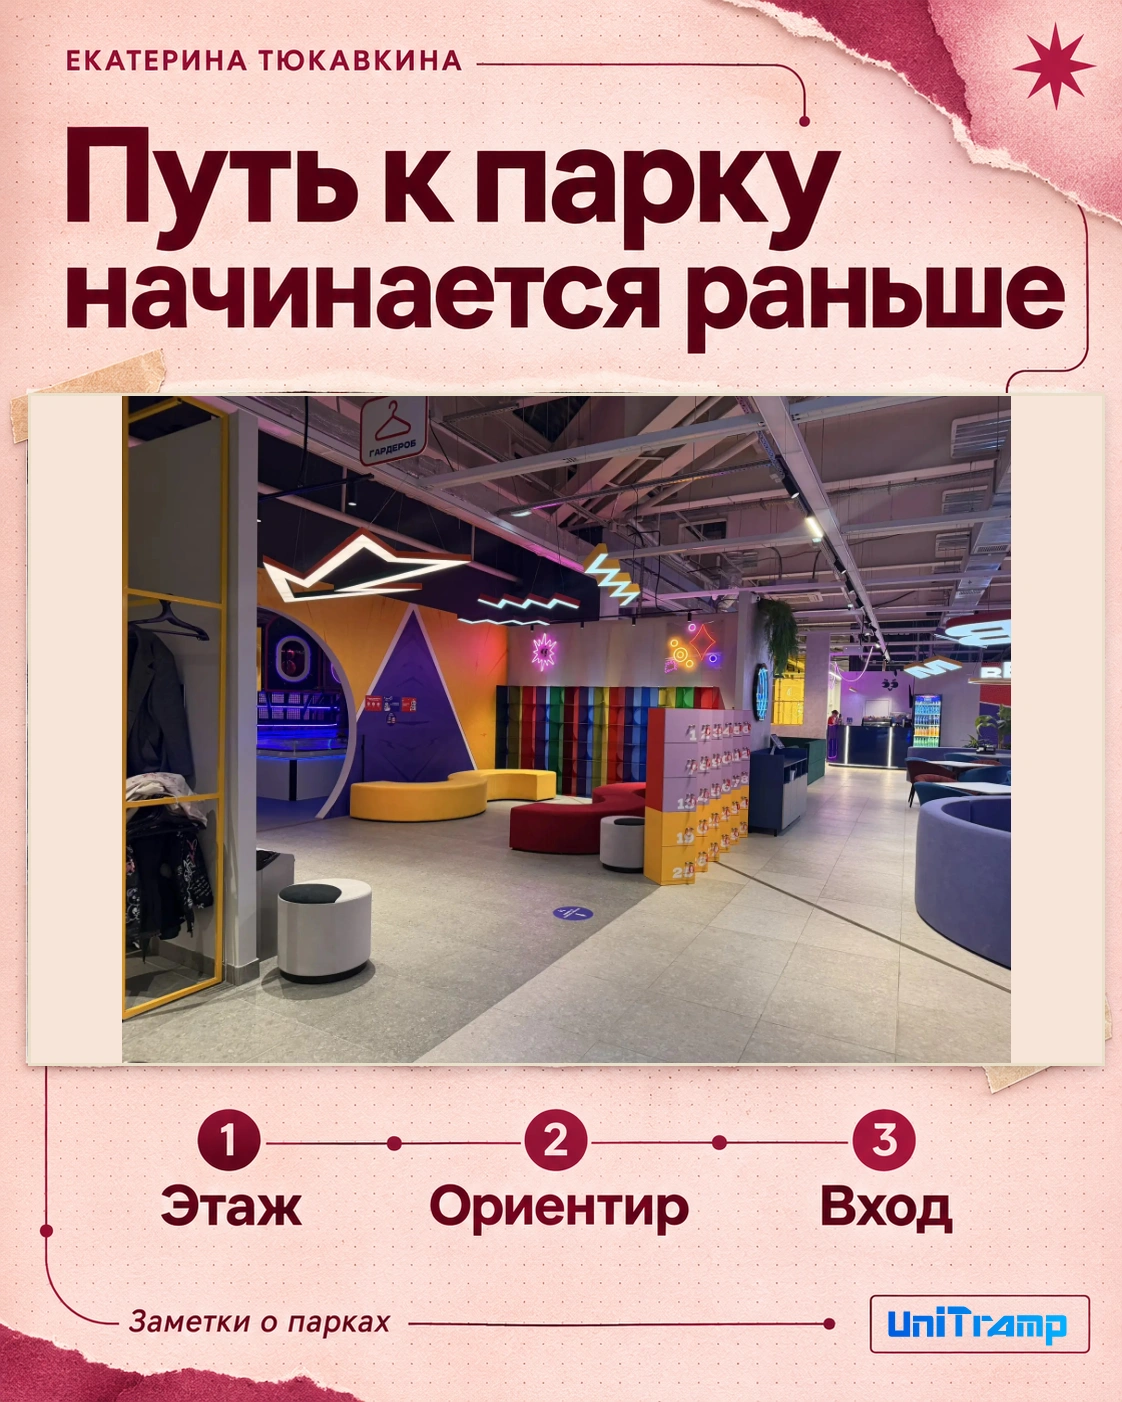 ЕКАТЕРИНА ТЮКАВКИНА
Путь к парку
начинается раньше
ГАРДЕРОБ
1 Этаж
2 Ориентир
3 Вход
Заметки о парках
UniTramp